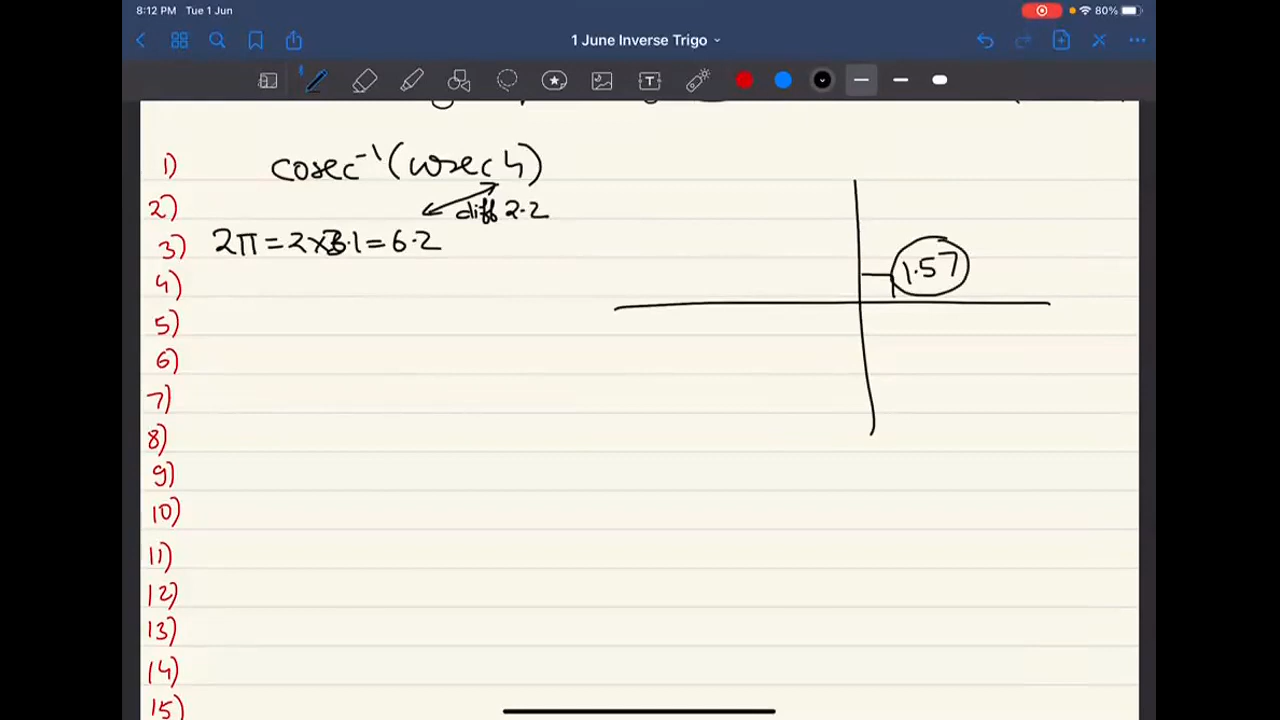 8:12 PM Tue 1 Jun
80%
1 June Inverse Trigo
1) cosec⁻¹(cosec 4)
2) diff 2.2
3) 2π = 2×3.1 = 6.2
1.57
4)
5)
6)
7)
8)
9)
10)
11)
12)
13)
14)
15)